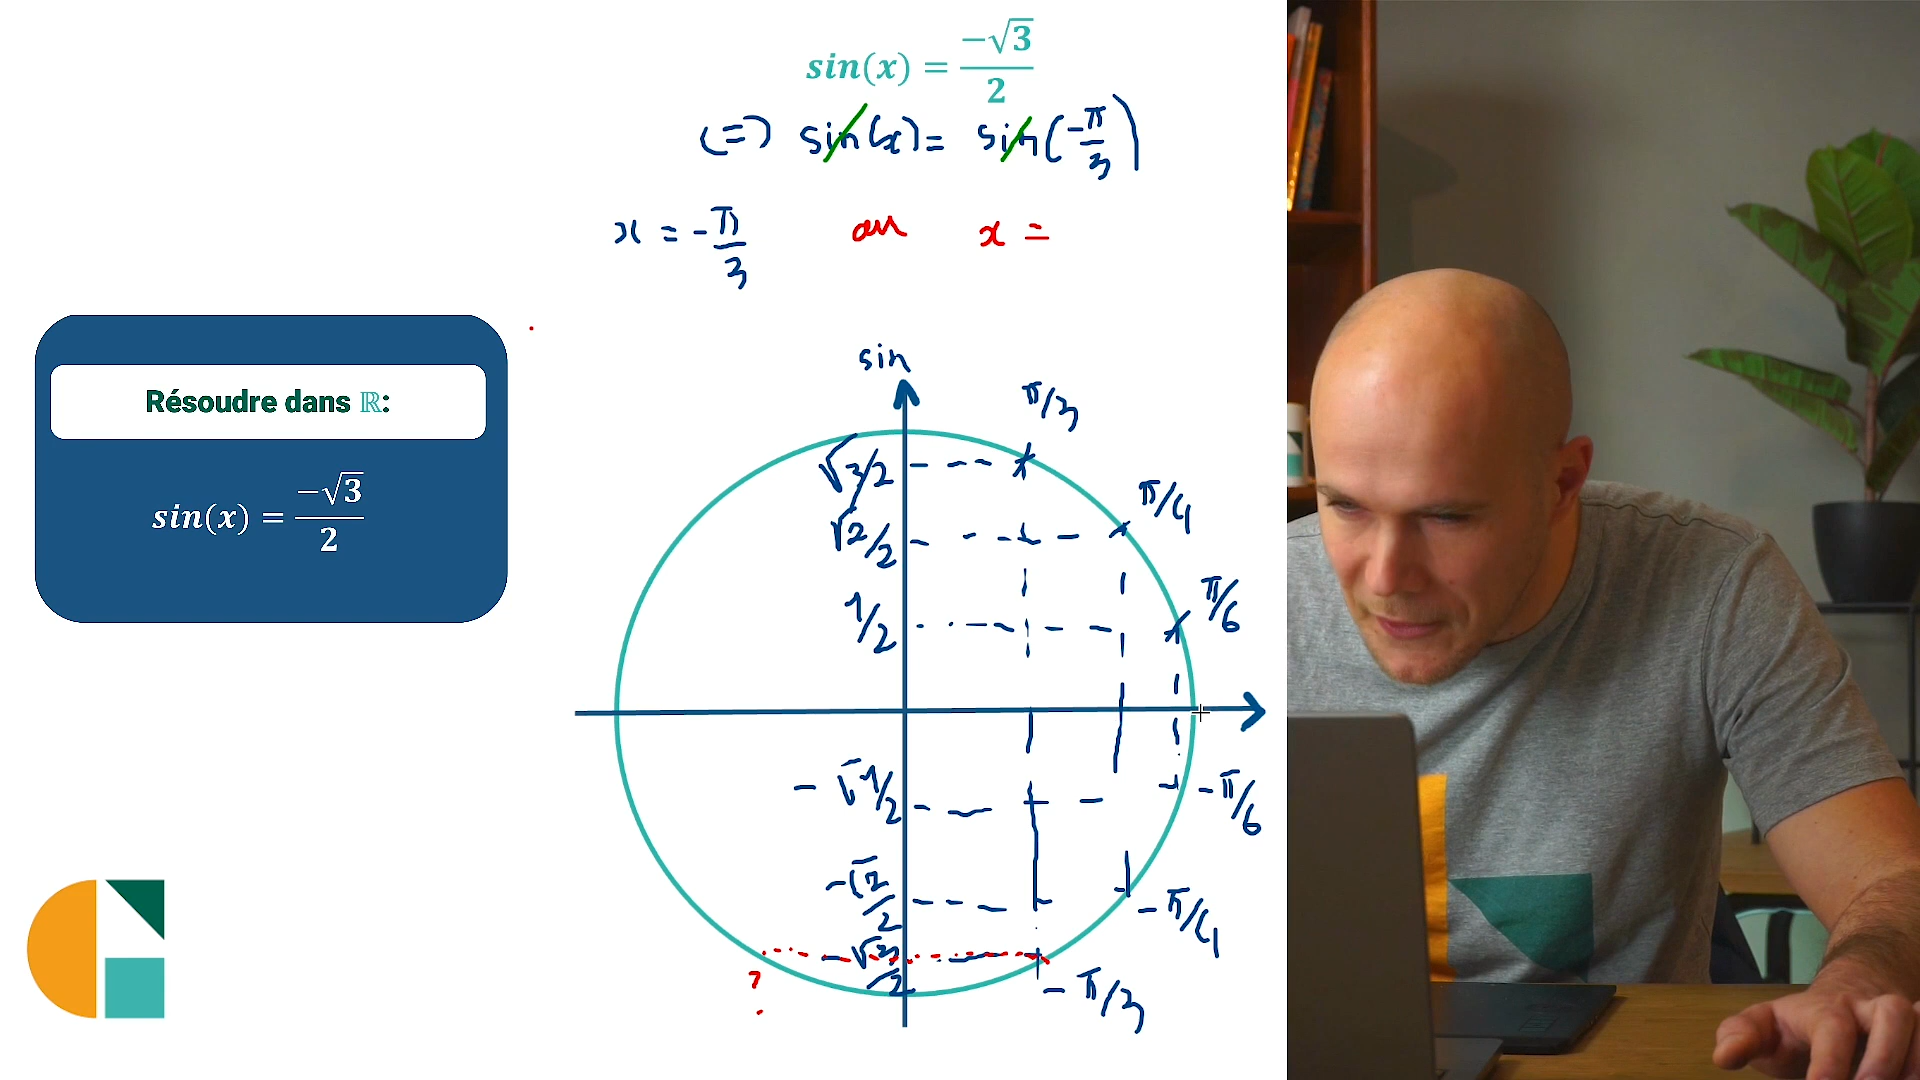 sin(x) = -√3/2
(=) sin(x) = sin(-π/3)
x = -π/3 ou x =
Résoudre dans ℝ:
sin(x) = -√3/2
sin
π/3
√3/2
π/4
√2/2
π/6
1/2
- √1/2
-π/6
-√2/2
-π/4
-√3/2
?
-π/3